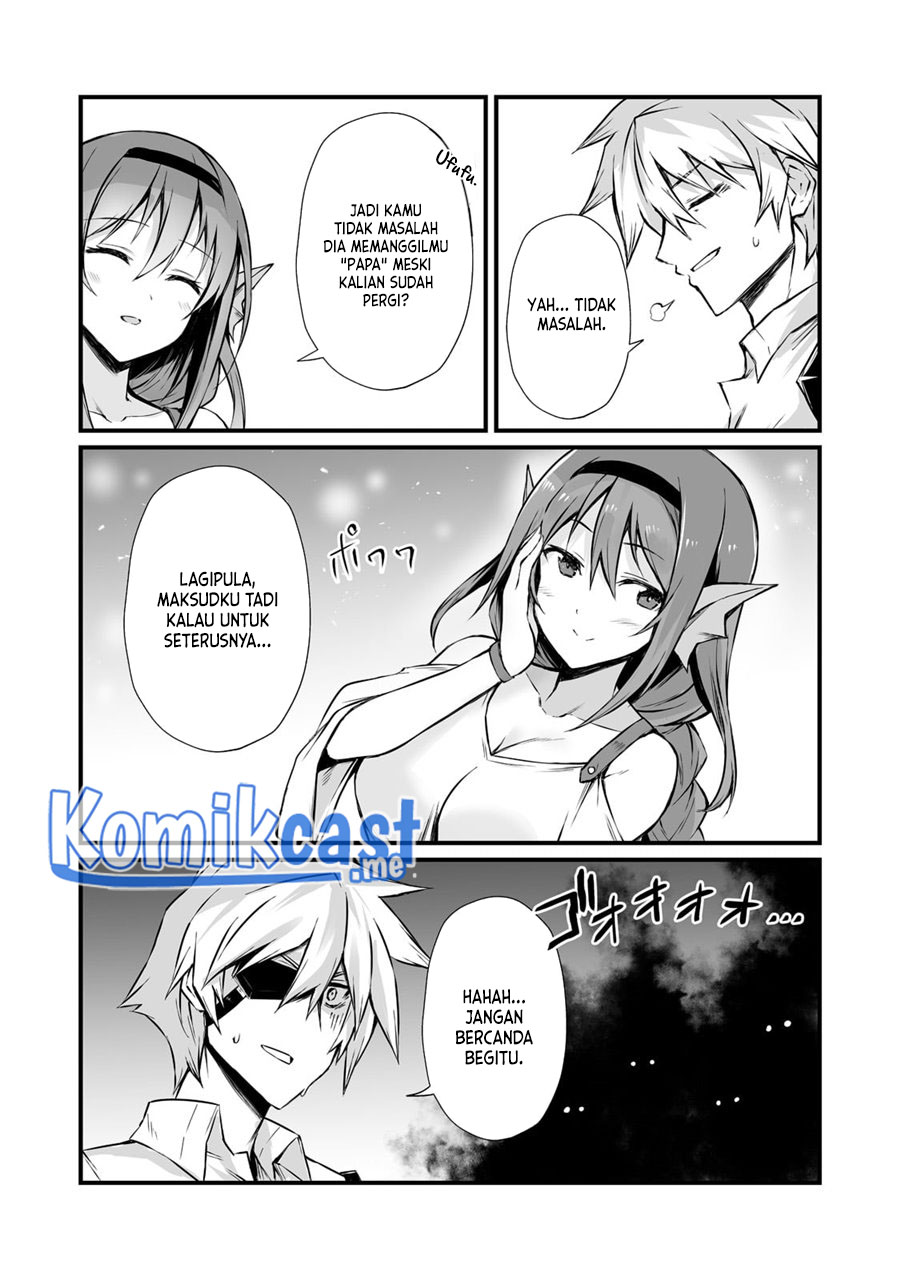 YAH... TIDAK
MASALAH.
Ufufu.
JADI KAMU
TIDAK MASALAH
DIA MEMANGGILMU
"PAPA" MESKI
KALIAN SUDAH
PERGI?
ポワワ
LAGIPULA,
MAKSUDKU TADI
KALAU UNTUK
SETERUSNYA...
Komikcast
.me
ゴオオオオ...
HAHAH...
JANGAN
BERCANDA
BEGITU.